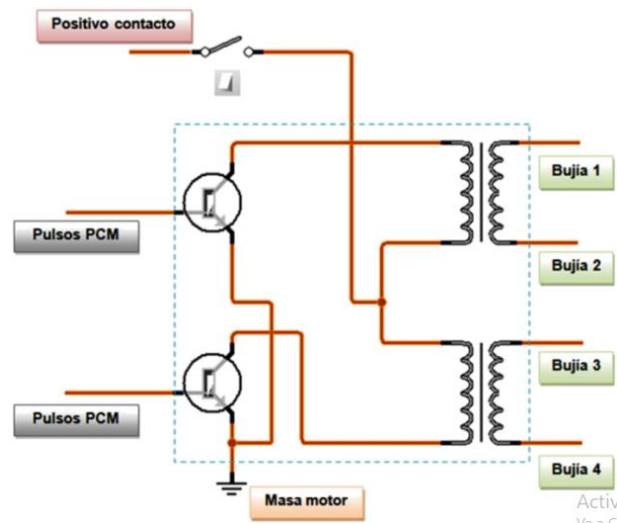 Positivo contacto
Bujía 1
Pulsos PCM
Bujía 2
Bujía 3
Pulsos PCM
Bujía 4
Masa motor
Activ